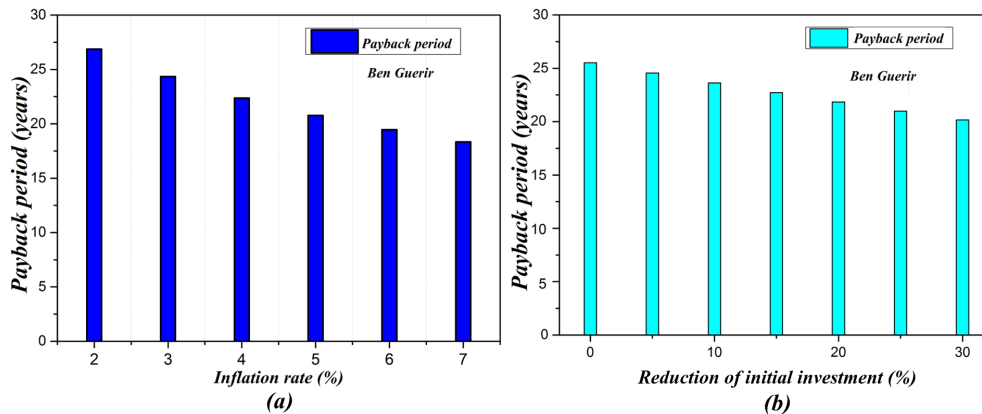 30
25
20
15
10
5
0
Payback period (years)
Payback period
Ben Guerir
2 3 4 5 6 7
Inflation rate (%)
(a)
30
25
20
15
10
5
0
Payback period (years)
Payback period
Ben Guerir
0 10 20 30
Reduction of initial investment (%)
(b)